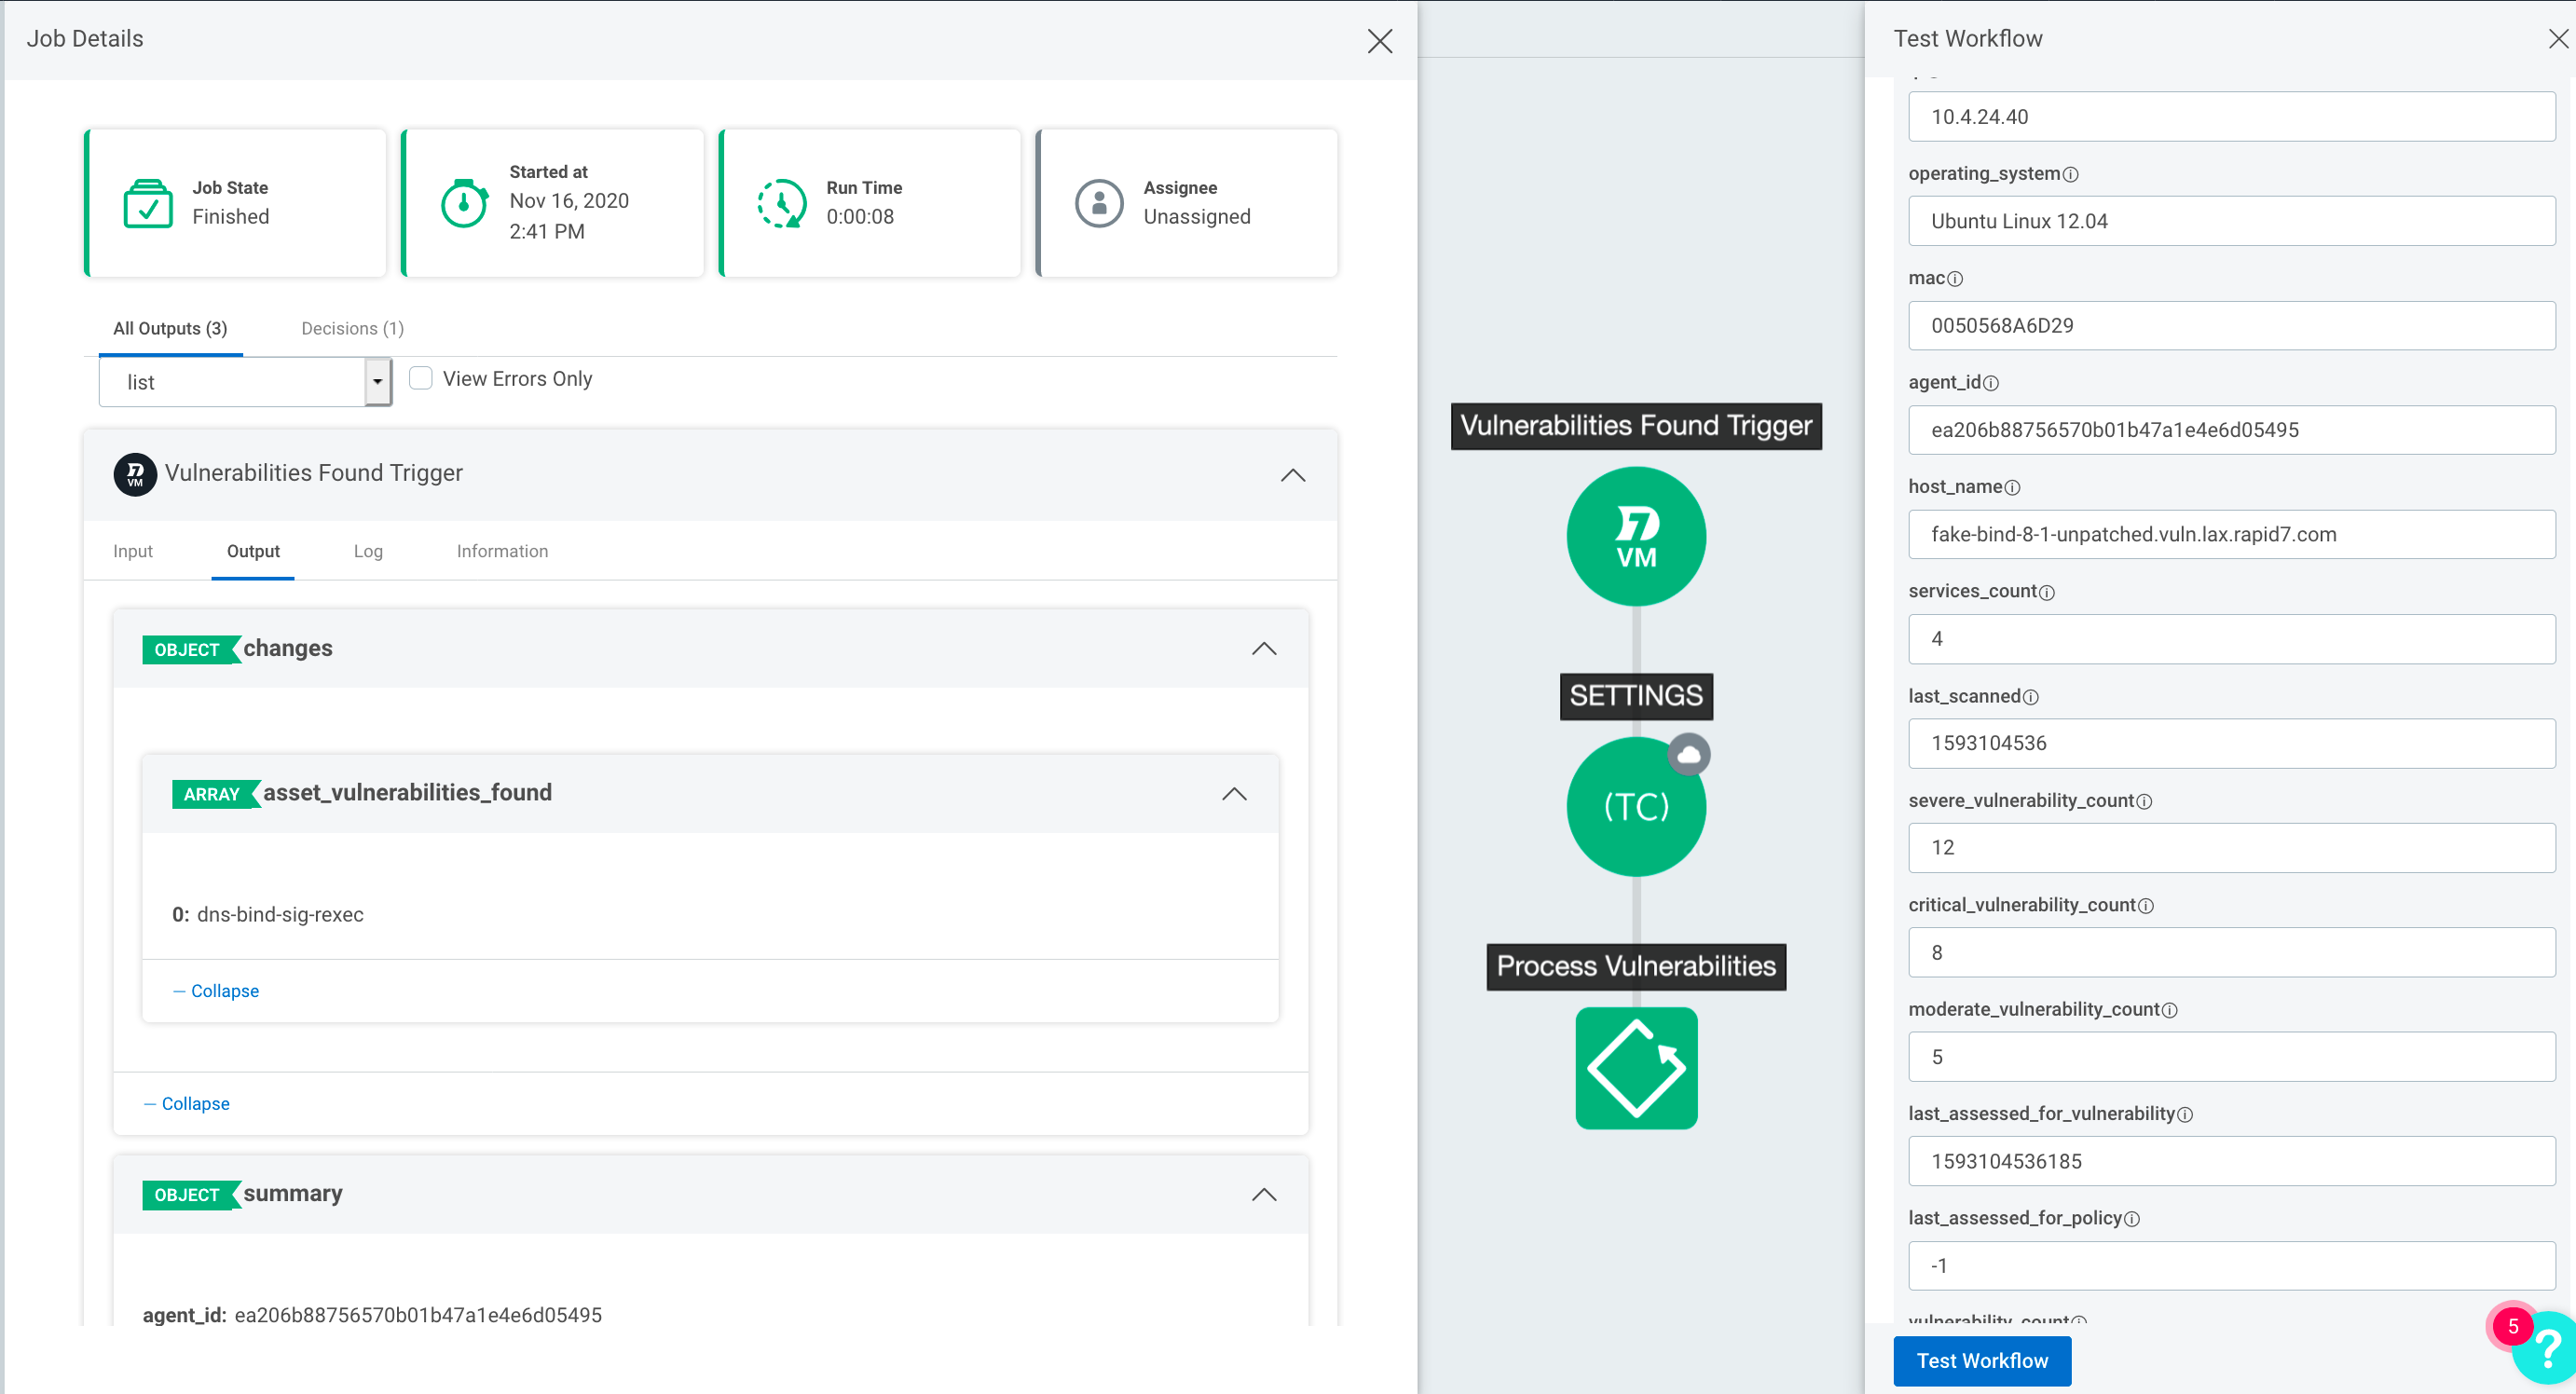 Job Details
Job State
Finished
Started at
Nov 16, 2020
2:41 PM
Run Time
0:00:08
Assignee
Unassigned
All Outputs (3)
Decisions (1)
list
View Errors Only
VM
Vulnerabilities Found Trigger
Input
Output
Log
Information
OBJECT changes
ARRAY asset_vulnerabilities_found
0: dns-bind-sig-rexec
— Collapse
— Collapse
OBJECT summary
agent_id: ea206b88756570b01b47a1e4e6d05495
Vulnerabilities Found Trigger
VM
SETTINGS
(TC)
Process Vulnerabilities
Test Workflow
10.4.24.40
operating_system
Ubuntu Linux 12.04
mac
0050568A6D29
agent_id
ea206b88756570b01b47a1e4e6d05495
host_name
fake-bind-8-1-unpatched.vuln.lax.rapid7.com
services_count
4
last_scanned
1593104536
severe_vulnerability_count
12
critical_vulnerability_count
8
moderate_vulnerability_count
5
last_assessed_for_vulnerability
1593104536185
last_assessed_for_policy
-1
vulnerability_count
Test Workflow
5
?